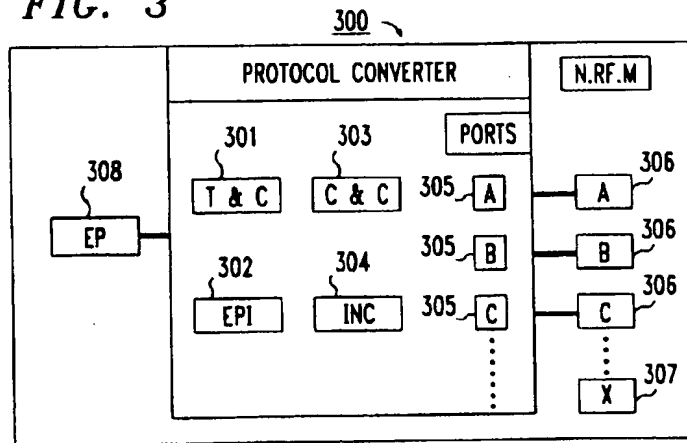 FIG. 3
300
PROTOCOL CONVERTER
N.RF.M
PORTS
301
303
308
T & C
C & C
305
A
A
306
EP
305
B
B
306
302
304
EPI
INC
305
C
C
306
X
307